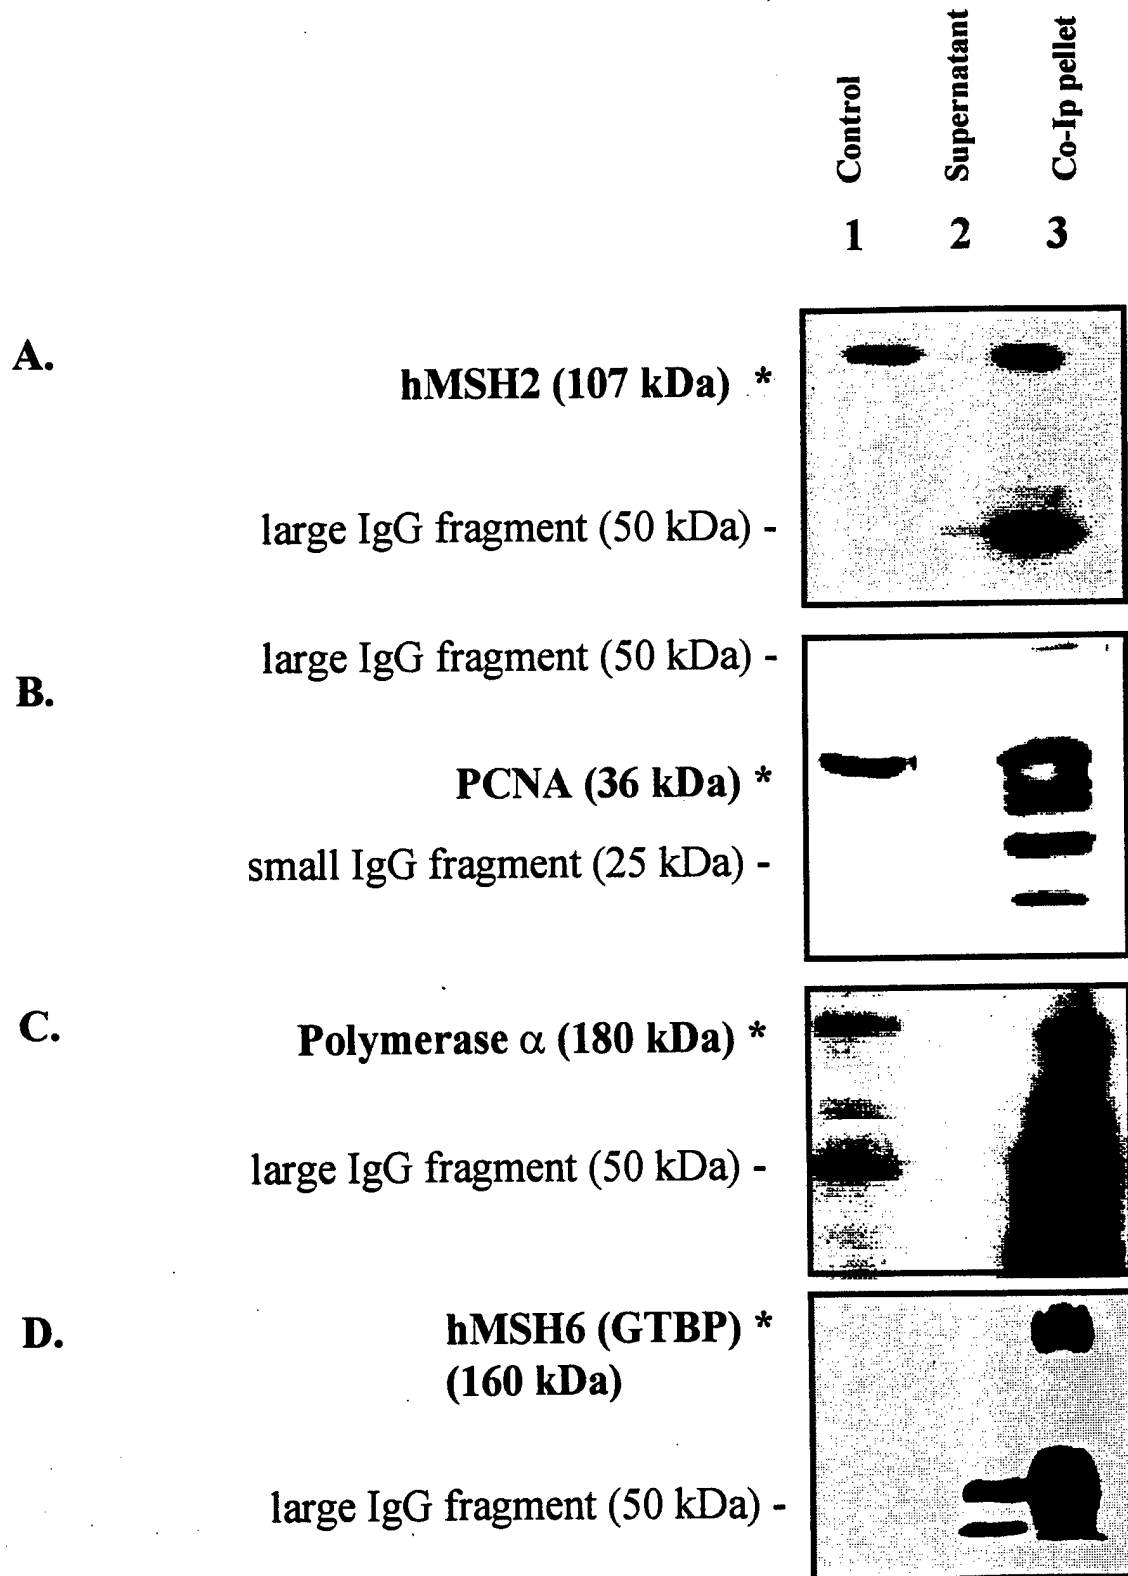 Control
Supernatant
Co-Ip pellet
1 2 3
A.
hMSH2 (107 kDa) *
large IgG fragment (50 kDa) -
large IgG fragment (50 kDa) -
B.
PCNA (36 kDa) *
small IgG fragment (25 kDa) -
C.
Polymerase α (180 kDa) *
large IgG fragment (50 kDa) -
D.
hMSH6 (GTBP) *
(160 kDa)
large IgG fragment (50 kDa) -